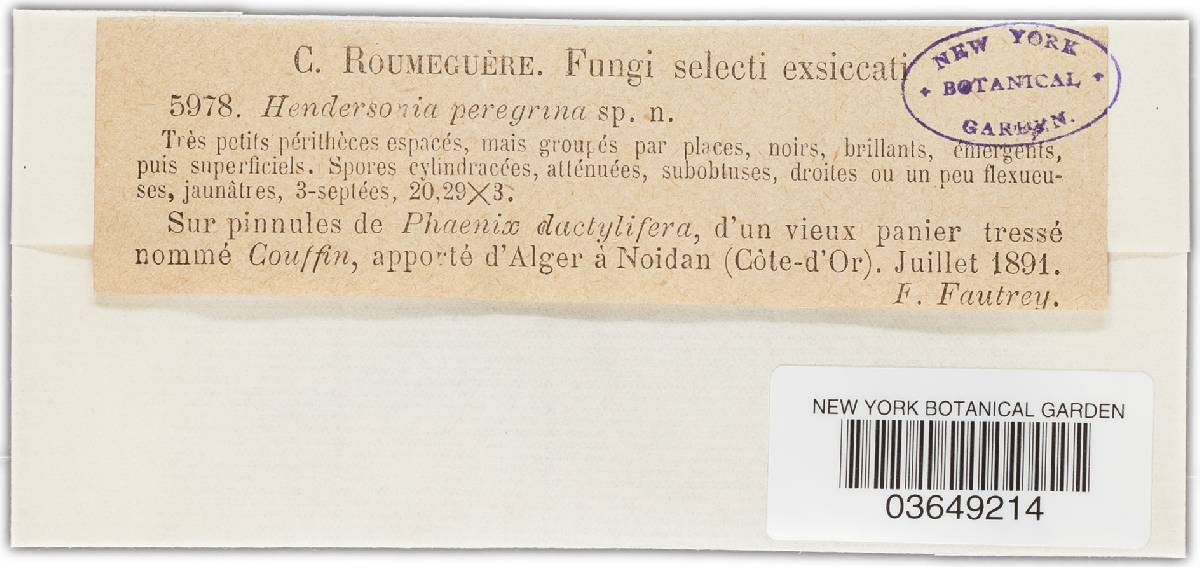 C. ROUMEGUÈRE. Fungi selecti exsiccati
5978. Hendersonia peregrina sp. n.
Très petits périthèces espacés, mais groupés par places, noirs, brillants, émergents,
puis superficiels. Spores cylindracées, atténuées, subobtuses, droites ou un peu flexueu-
ses, jaunâtres, 3-septées, 20,29×3.
Sur pinnules de Phaenix dactylifera, d'un vieux panier tressé
nommé Couffin, apporté d'Alger à Noidan (Côte-d'Or). Juillet 1891.
F. Fautrey.
NEW YORK
BOTANICAL
GARDEN.
NEW YORK BOTANICAL GARDEN
03649214